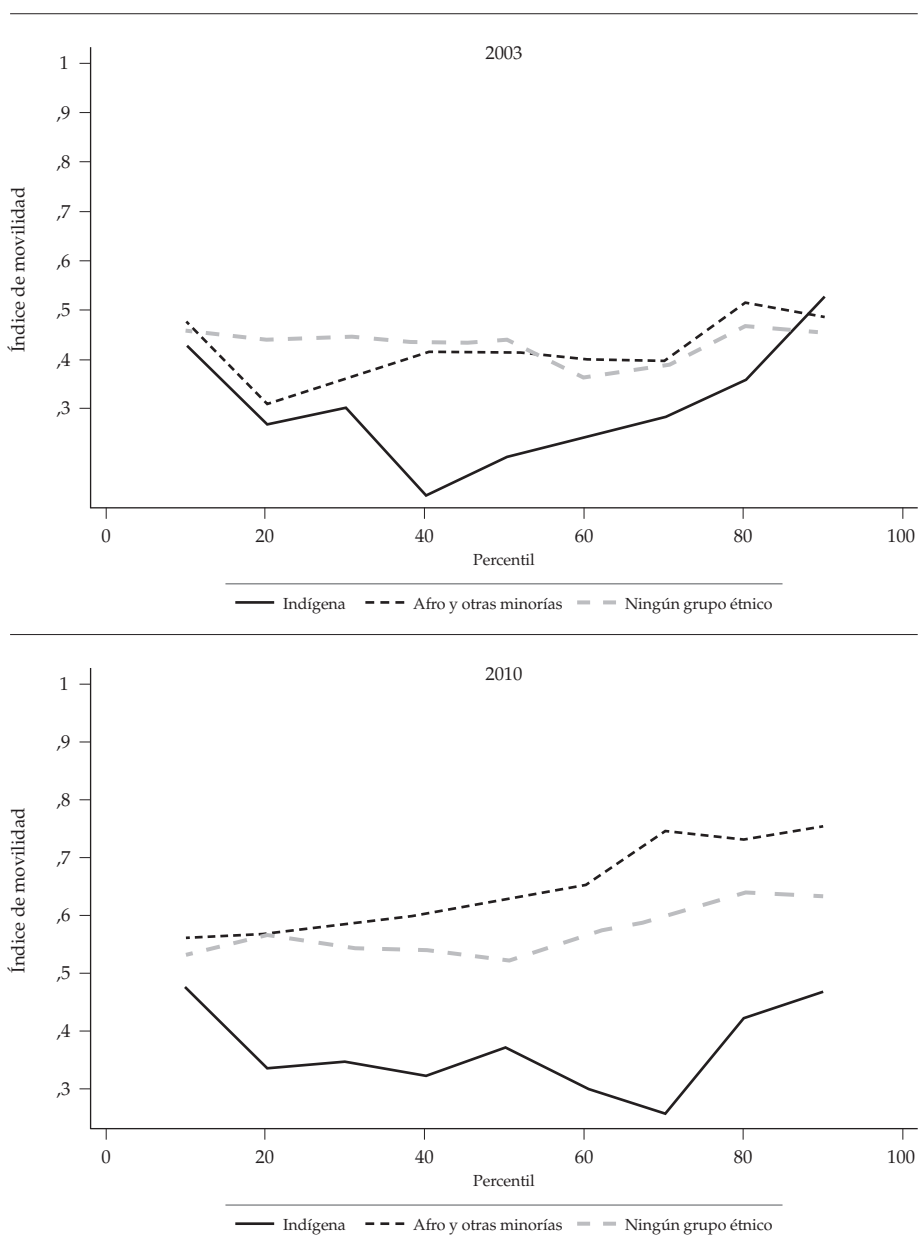 2003
1
,9
,8
,7
,6
,5
,4
,3
Índice de movilidad
0 20 40 60 80 100
Percentil
Indígena Afro y otras minorías Ningún grupo étnico
2010
1
,9
,8
,7
,6
,5
,4
,3
Índice de movilidad
0 20 40 60 80 100
Percentil
Indígena Afro y otras minorías Ningún grupo étnico